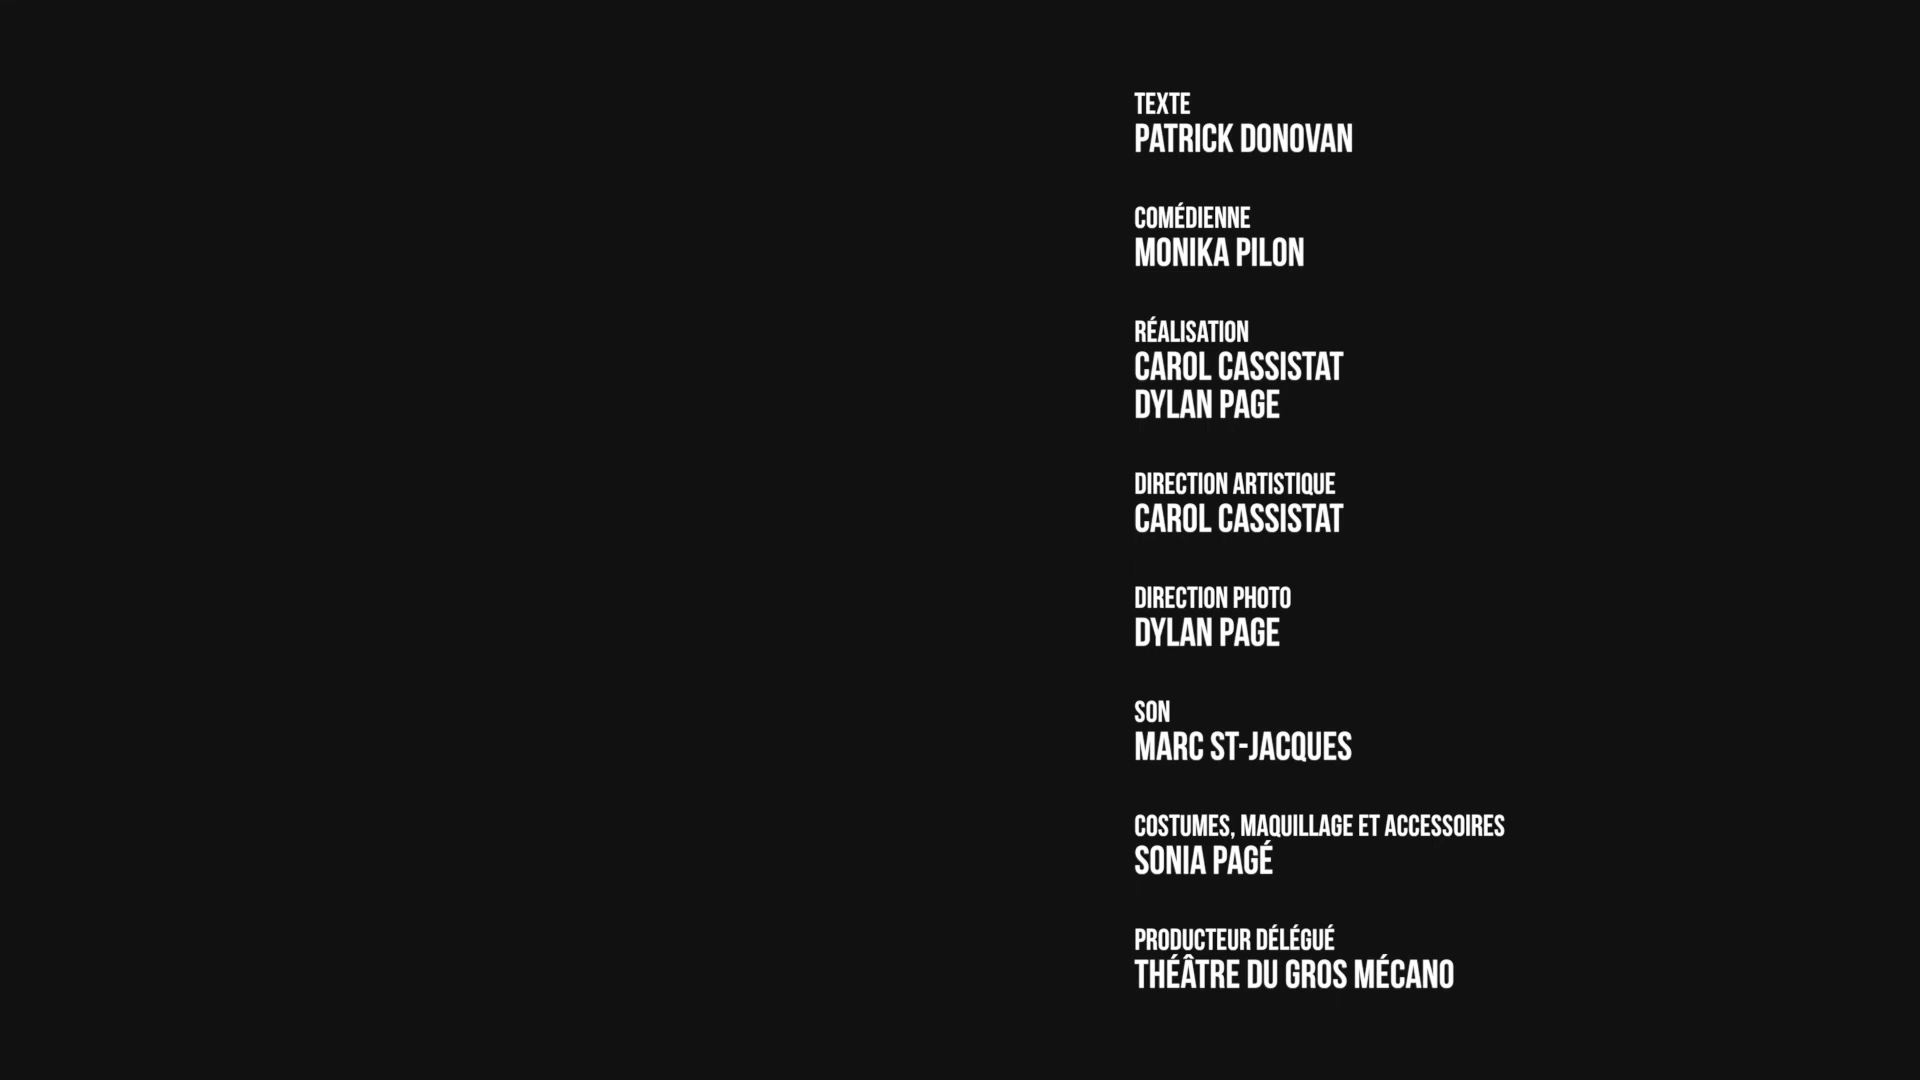 TEXTE
PATRICK DONOVAN
COMÉDIENNE
MONIKA PILON
RÉALISATION
CAROL CASSISTAT
DYLAN PAGE
DIRECTION ARTISTIQUE
CAROL CASSISTAT
DIRECTION PHOTO
DYLAN PAGE
SON
MARC ST-JACQUES
COSTUMES, MAQUILLAGE ET ACCESSOIRES
SONIA PAGÉ
PRODUCTEUR DÉLÉGUÉ
THÉÂTRE DU GROS MÉCANO